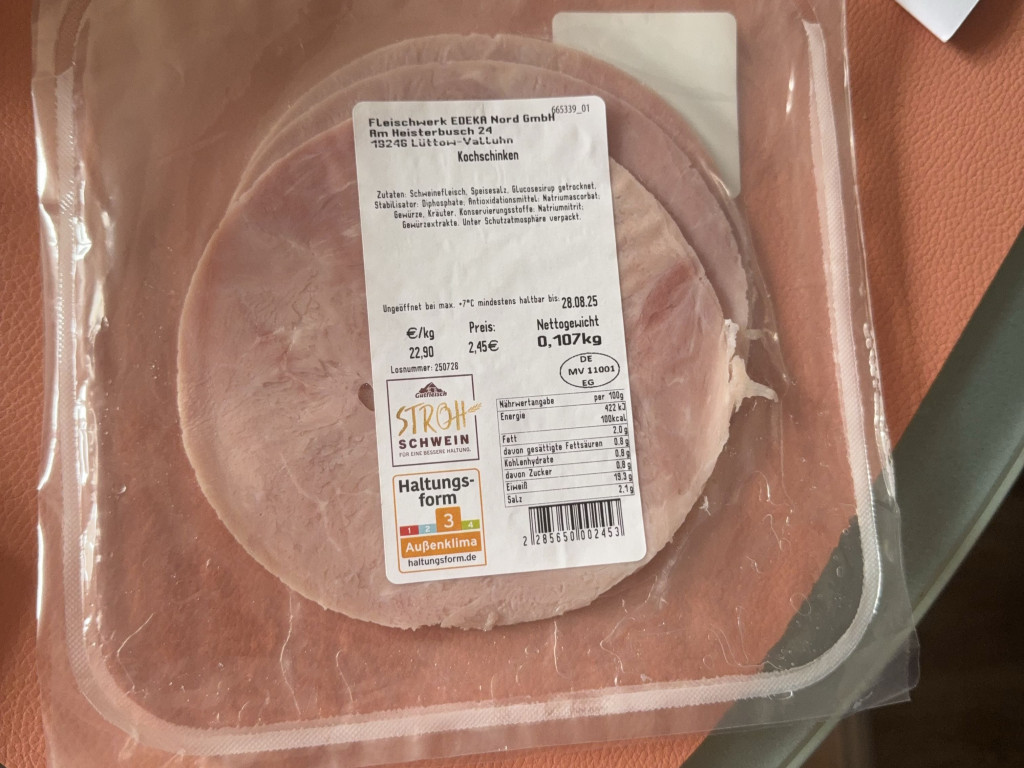 665339_01
Fleischwerk EDEKA Nord GmbH
Am Heisterbusch 24
19246 Lüttow-Valluhn
Kochschinken
Zutaten: Schweinefleisch, Speisesalz, Glucosesirup getrocknet,
Stabilisator: Diphosphate, Antioxidationsmittel: Natriumascorbat;
Gewürze, Kräuter, Konservierungsstoffe: Natriumnitrit;
Gewürzextrakte. Unter Schutzatmosphäre verpackt.
Ungeöffnet bei max. +7°C mindestens haltbar bis: 28.08.25
€/kg Preis: Nettogewicht
22,90 2,45€ 0,107kg
Losnummer: 250728
DE
MV 11001
EG
Gutfleisch
STROH
SCHWEIN
FÜR EINE BESSERE HALTUNG.
Nährwertangabe per 100g
Energie 422 kJ
100kcal
Fett 2,0g
davon gesättigte Fettsäuren 0,8g
Kohlenhydrate 0,8g
davon Zucker 0,8g
Eiweiß 19,3g
Salz 2,1g
Haltungs-
form
1 2 3 4
Außenklima
haltungsform.de
2 285650 002453